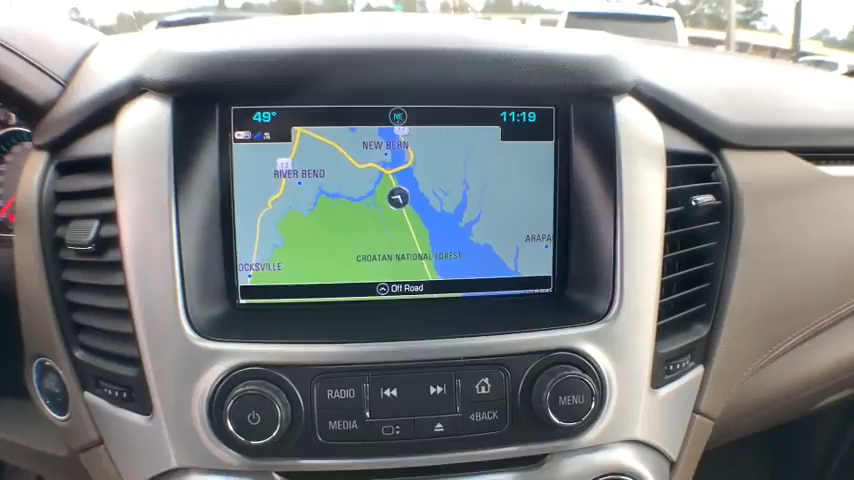 49° NE 11:19
17
NEW BERN
17
RIVER BEND
ARAPA
OCKSVILLE
CROATAN NATIONAL FOREST
Off Road
RADIO
MENU
MEDIA
BACK